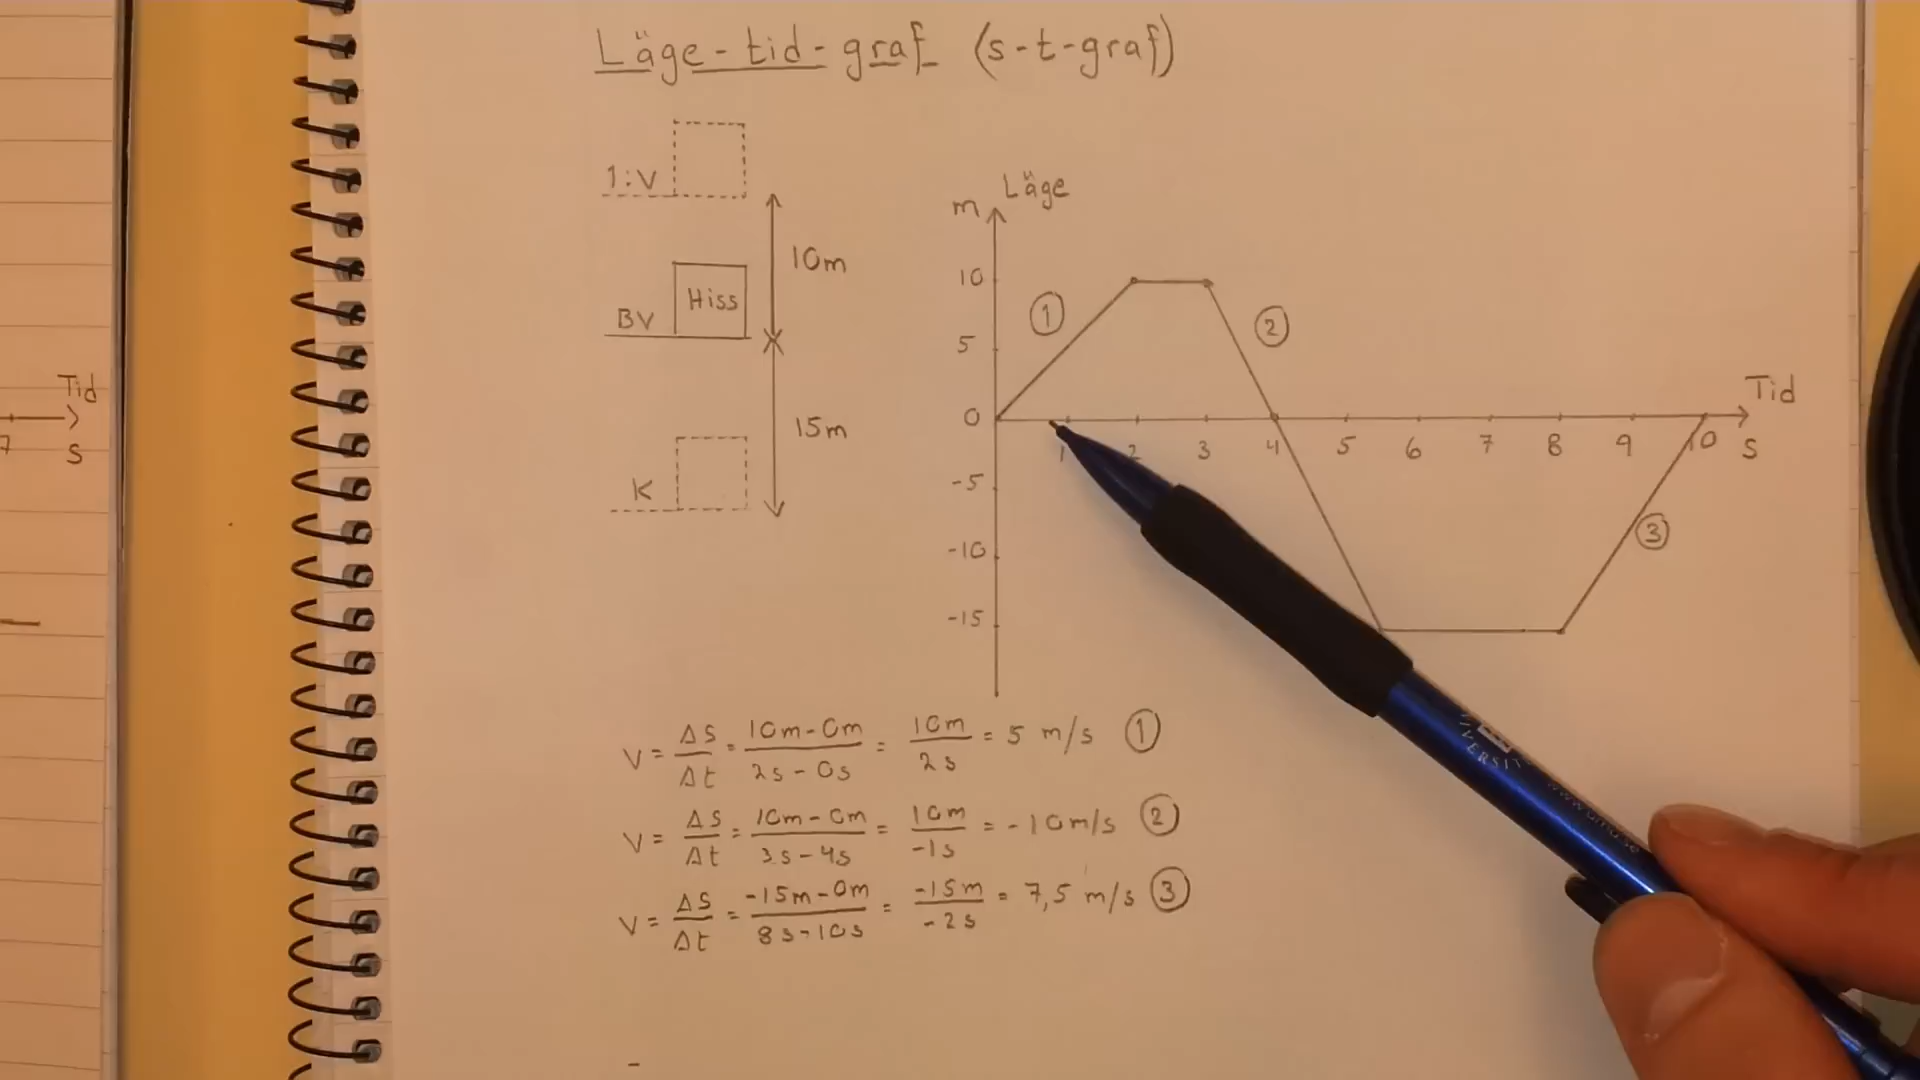 Läge-tid-graf (s-t-graf)
1:V
10m
BV
Hiss
15m
K
m
Läge
10
5
0
-5
-10
-15
1 2 3 4 5 6 7 8 9 10
Tid
s
①
②
③
V = Δs/Δt = 10m-0m/2s-0s = 10m/2s = 5 m/s ①
V = Δs/Δt = 10m-0m/3s-4s = 10m/-1s = -10m/s ②
V = Δs/Δt = -15m-0m/8s-10s = -15m/-2s = 7,5 m/s ③
Tid
7
s